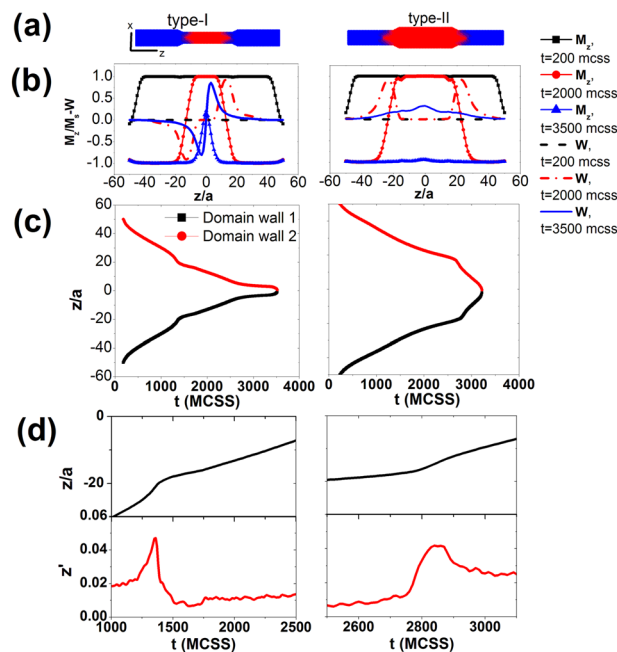 (a)
type-I
type-II
x
z
(b)
M_z/M_s-W
1.0
0.5
0.0
-0.5
-1.0
-60 -40 -20 0 20 40 60
z/a
-40 -20 0 20 40
z/a
M_z,
t=200 mcss
M_z,
t=2000 mcss
M_z,
t=3500 mcss
W,
t=200 mcss
W,
t=2000 mcss
W,
t=3500 mcss
(c)
Domain wall 1
Domain wall 2
z/a
60
40
20
0
-20
-40
-60
0 1000 2000 3000 4000
t (MCSS)
0 1000 2000 3000 4000
t (MCSS)
(d)
z/a
0
-20
0.06
z'
0.04
0.02
0.00
1000 1500 2000 2500
t (MCSS)
2500 3000
t (MCSS)